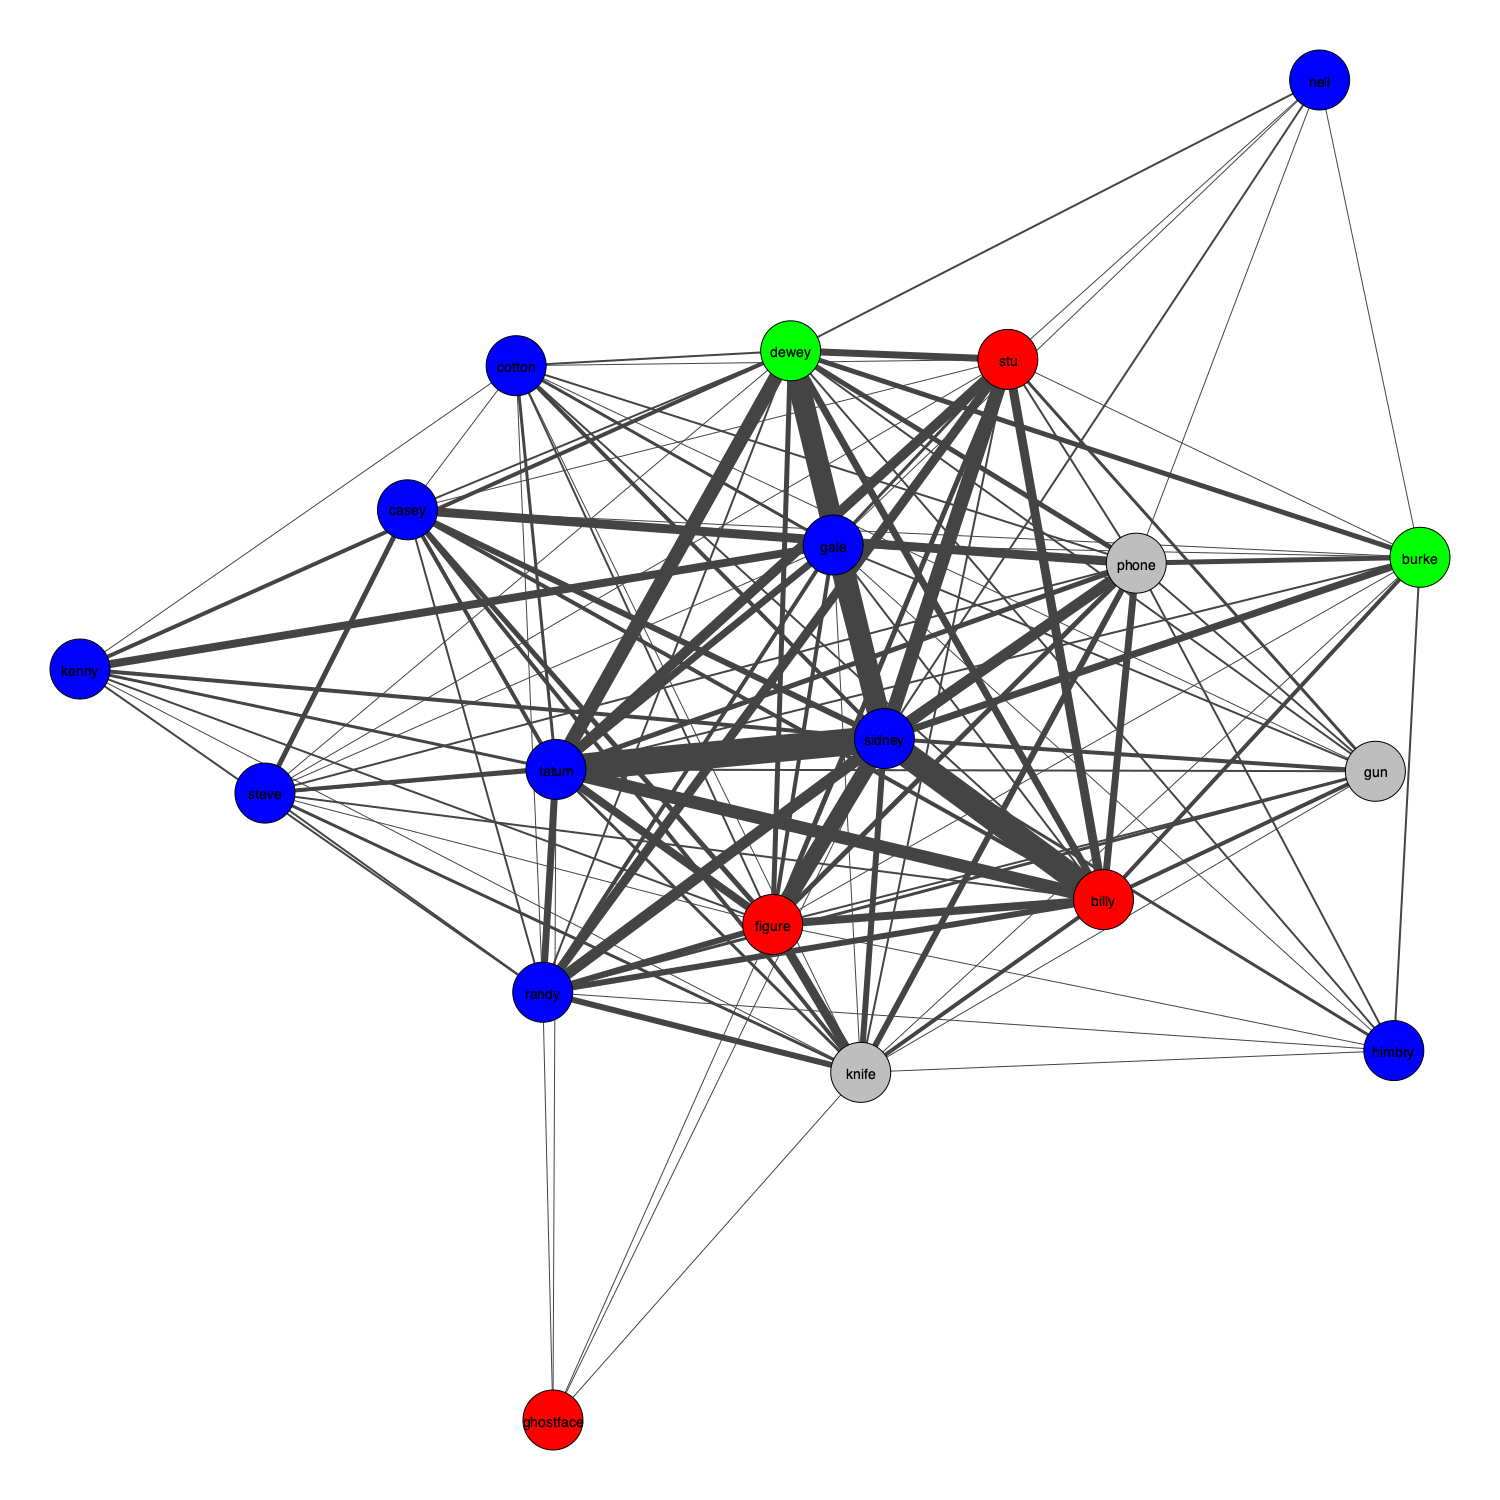 neil
dewey
stu
cotton
casey
gale
phone
burke
kenny
sidney
tatum
gun
steve
billy
figure
randy
himbry
knife
ghostface